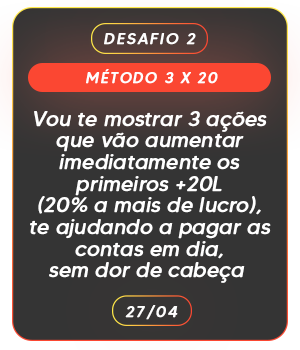 DESAFIO 2
MÉTODO 3 X 20
Vou te mostrar 3 ações
que vão aumentar
imediatamente os
primeiros +20L
(20% a mais de lucro),
te ajudando a pagar as
contas em dia,
sem dor de cabeça
27/04